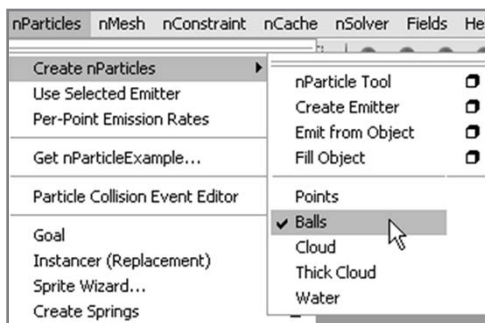 nParticles nMesh nConstraint nCache nSolver Fields He
Create nParticles
Use Selected Emitter
Per-Point Emission Rates
Get nParticleExample...
Particle Collision Event Editor
Goal
Instancer (Replacement)
Sprite Wizard...
Create Springs
nParticle Tool
Create Emitter
Emit from Object
Fill Object
Points
Balls
Cloud
Thick Cloud
Water